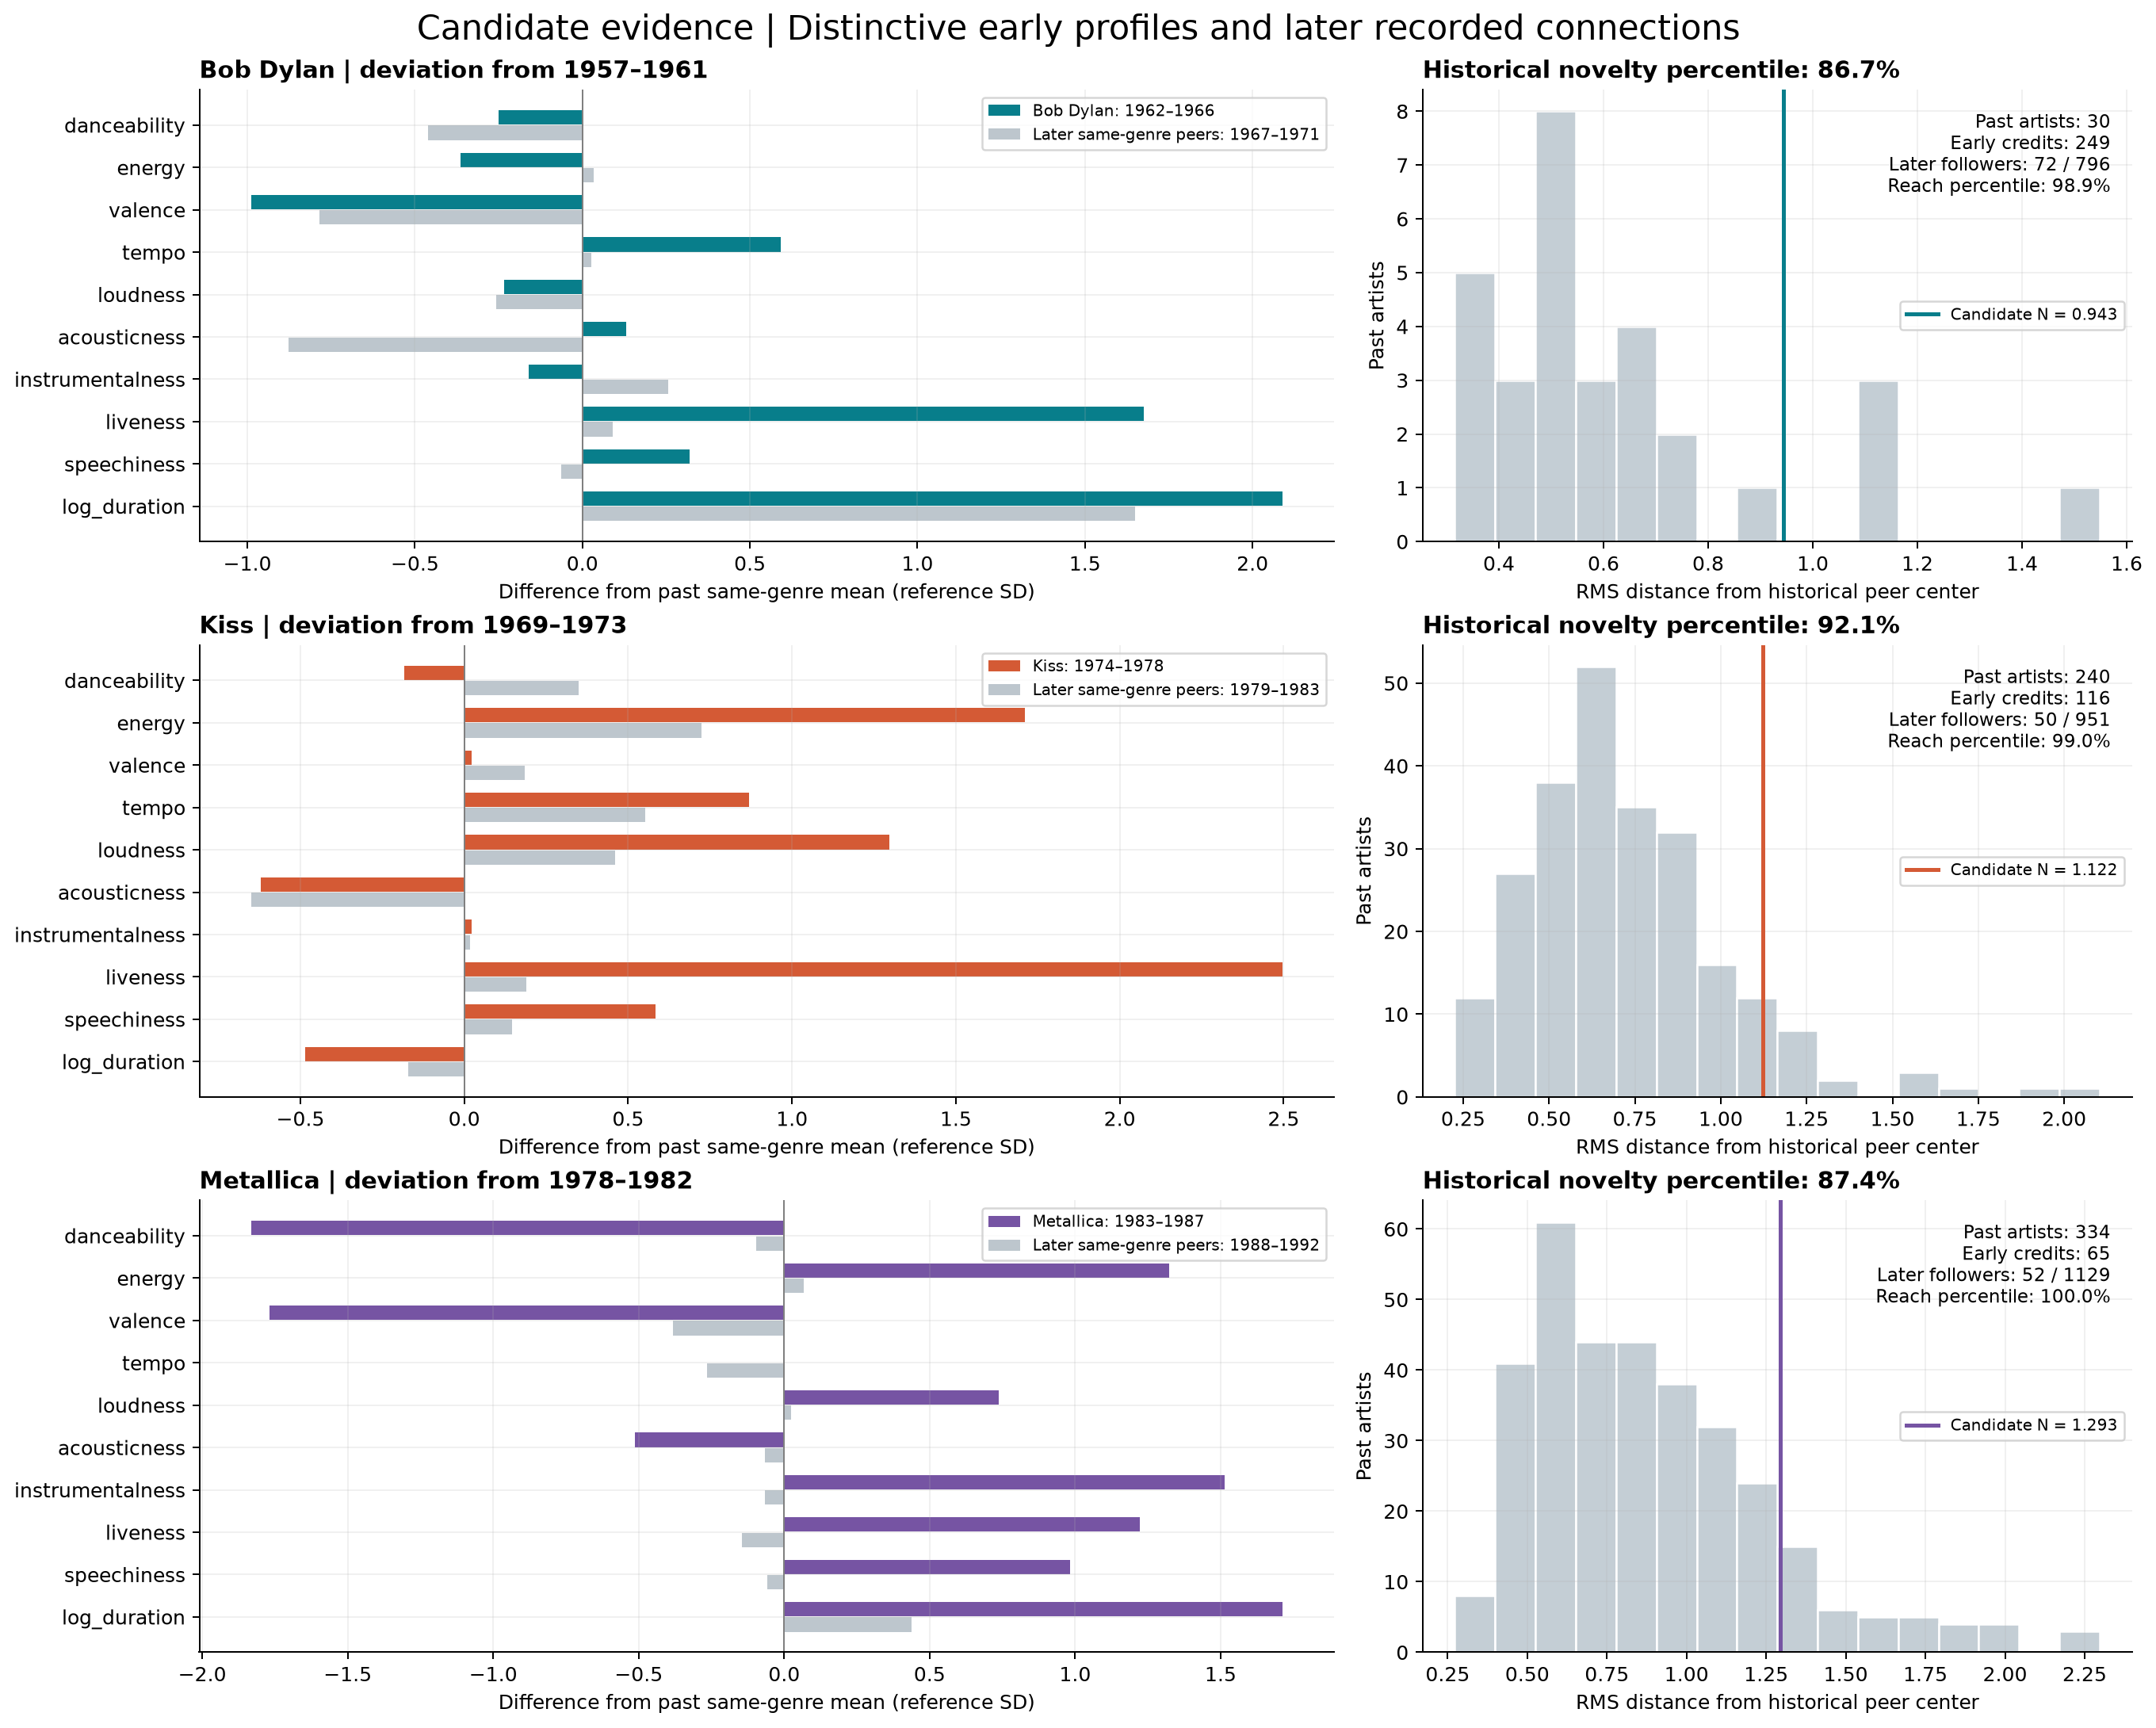 Candidate evidence | Distinctive early profiles and later recorded connections
Bob Dylan | deviation from 1957–1961
danceability
energy
valence
tempo
loudness
acousticness
instrumentalness
liveness
speechiness
log_duration
Bob Dylan: 1962–1966
Later same-genre peers: 1967–1971
−1.0 −0.5 0.0 0.5 1.0 1.5 2.0
Difference from past same-genre mean (reference SD)
Historical novelty percentile: 86.7%
Past artists
8
7
6
5
4
3
2
1
0
Past artists: 30
Early credits: 249
Later followers: 72 / 796
Reach percentile: 98.9%
Candidate N = 0.943
0.4 0.6 0.8 1.0 1.2 1.4 1.6
RMS distance from historical peer center
Kiss | deviation from 1969–1973
danceability
energy
valence
tempo
loudness
acousticness
instrumentalness
liveness
speechiness
log_duration
Kiss: 1974–1978
Later same-genre peers: 1979–1983
−0.5 0.0 0.5 1.0 1.5 2.0 2.5
Difference from past same-genre mean (reference SD)
Historical novelty percentile: 92.1%
Past artists
50
40
30
20
10
0
Past artists: 240
Early credits: 116
Later followers: 50 / 951
Reach percentile: 99.0%
Candidate N = 1.122
0.25 0.50 0.75 1.00 1.25 1.50 1.75 2.00
RMS distance from historical peer center
Metallica | deviation from 1978–1982
danceability
energy
valence
tempo
loudness
acousticness
instrumentalness
liveness
speechiness
log_duration
Metallica: 1983–1987
Later same-genre peers: 1988–1992
−2.0 −1.5 −1.0 −0.5 0.0 0.5 1.0 1.5
Difference from past same-genre mean (reference SD)
Historical novelty percentile: 87.4%
Past artists
60
50
40
30
20
10
0
Past artists: 334
Early credits: 65
Later followers: 52 / 1129
Reach percentile: 100.0%
Candidate N = 1.293
0.25 0.50 0.75 1.00 1.25 1.50 1.75 2.00 2.25
RMS distance from historical peer center